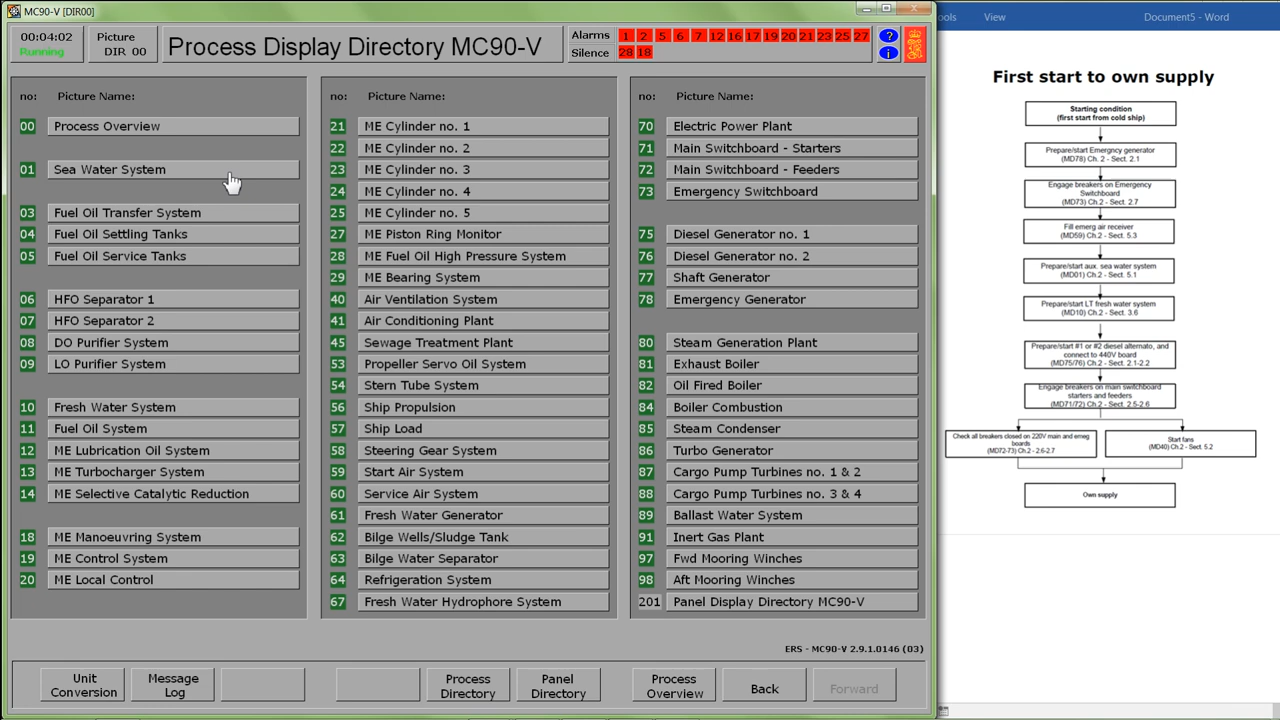 MC90-V [DIR00]
00:04:02
Running
Picture
DIR 00
Process Display Directory MC90-V
Alarms
1 2 5 6 7 12 16 17 19 20 21 23 25 27
Silence
28 18
? 
i
no: Picture Name:
00 Process Overview
01 Sea Water System
03 Fuel Oil Transfer System
04 Fuel Oil Settling Tanks
05 Fuel Oil Service Tanks
06 HFO Separator 1
07 HFO Separator 2
08 DO Purifier System
09 LO Purifier System
10 Fresh Water System
11 Fuel Oil System
12 ME Lubrication Oil System
13 ME Turbocharger System
14 ME Selective Catalytic Reduction
18 ME Manoeuvring System
19 ME Control System
20 ME Local Control
no: Picture Name:
21 ME Cylinder no. 1
22 ME Cylinder no. 2
23 ME Cylinder no. 3
24 ME Cylinder no. 4
25 ME Cylinder no. 5
27 ME Piston Ring Monitor
28 ME Fuel Oil High Pressure System
29 System
40 Air Ventilation System
41 Air Conditioning Plant
45 Sewage Treatment Plant
53 Propeller Servo Oil System
54 Stern Tube System
56 Ship Propulsion
57 Ship Load
58 Steering Gear System
59 Start Air System
60 Service Air System
61 Fresh Water Generator
62 Bilge Wells/Sludge Tank
63 Bilge Water Separator
64 Refrigeration System
67 Fresh Water Hydrophore System
no: Picture Name:
70 Electric Power Plant
71 Main Switchboard - Starters
72 Main Switchboard - Feeders
73 Emergency Switchboard
75 Diesel Generator no. 1
76 Diesel Generator no. 2
77 Shaft Generator
78 Emergency Generator
80 Steam Generation Plant
81 Exhaust Boiler
82 Oil Fired Boiler
84 Boiler Combustion
85 Steam Condenser
86 Turbo Generator
87 Cargo Pump Turbines no. 1 & 2
88 Cargo Pump Turbines no. 3 & 4
89 Ballast Water System
91 Inert Gas Plant
97 Fwd Mooring Winches
98 Aft Mooring Winches
201 Panel Display Directory MC90-V
ERS - MC90-V 2.9.1.0146 (03)
Unit
Conversion
Message
Log
Process
Directory
Panel
Directory
Process
Overview
Back
Forward
ools View Document5 - Word
First start to own supply
Starting condition
(first start from cold ship)
Prepare/start Emergncy generator
(MD78) Ch. 2 - Sect. 2.1
Engage breakers on Emergency
Switchboard
(MD73) Ch.2 - Sect. 2.7
Fill emerg air receiver
(MD59) Ch.2 - Sect. 5.3
Prepare/start aux. sea water system
(MD01) Ch.2 - Sect. 5.1
Prepare/start LT fresh water system
(MD10) Ch.2 - Sect. 3.6
Prepare/start #1 or #2 diesel alternato, and
connect to 440V board
(MD75/76) Ch.2 - Sect. 2.1-2.2
Engage breakers on main switchboard
starters and feeders
(MD71/72) Ch.2 - Sect. 2.5-2.6
Check all breakers closed on 220V main and emeg
boards
(MD72-73) Ch.2 - 2.6-2.7
Start fans
(MD40) Ch.2 - Sect. 5.2
Own supply